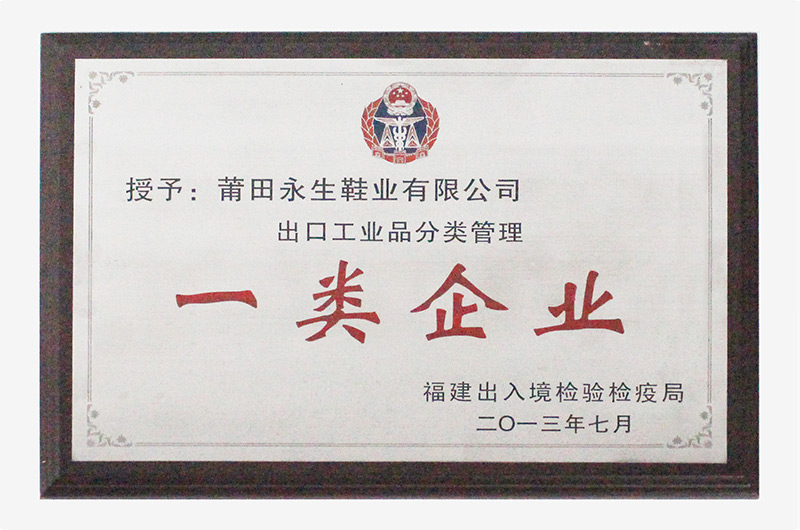 授予：莆田永生鞋业有限公司
出口工业品分类管理
一类企业
福建出入境检验检疫局
二〇一三年七月